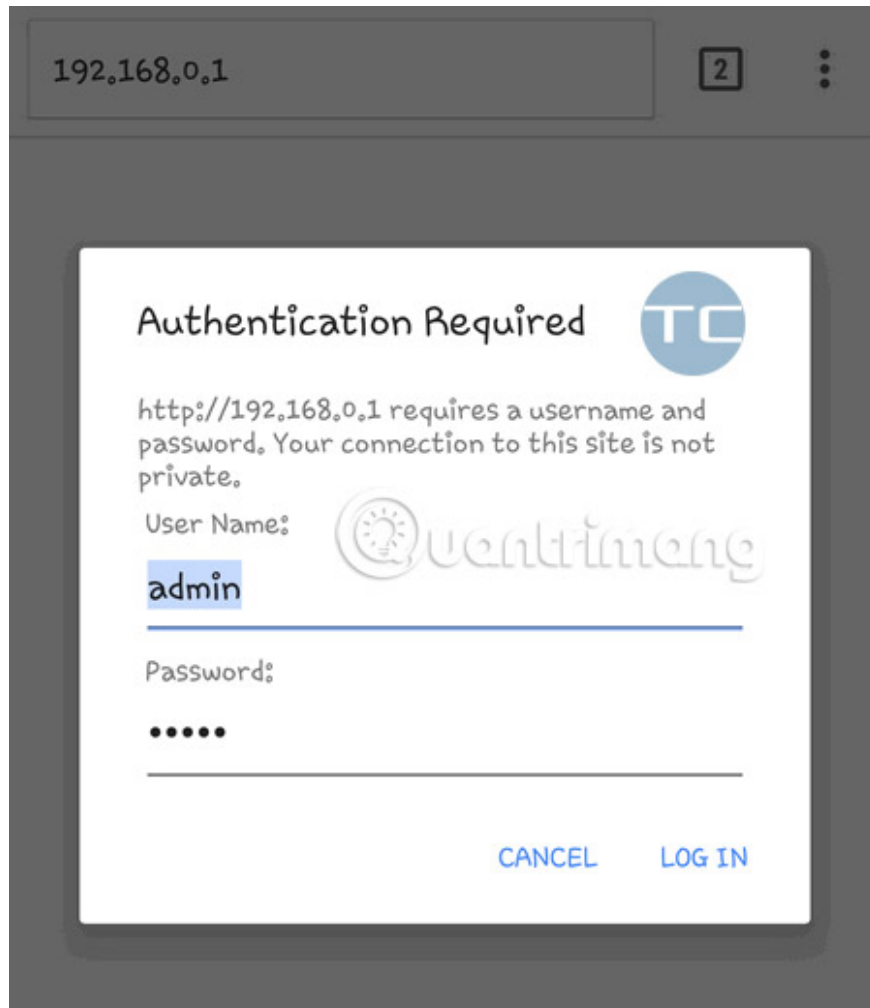 192.168.0.1
2
Authentication Required
TC
http://192.168.0.1 requires a username and
password. Your connection to this site is not
private.
User Name:
Quantrimang
admin
Password:
•••••
CANCEL LOG IN